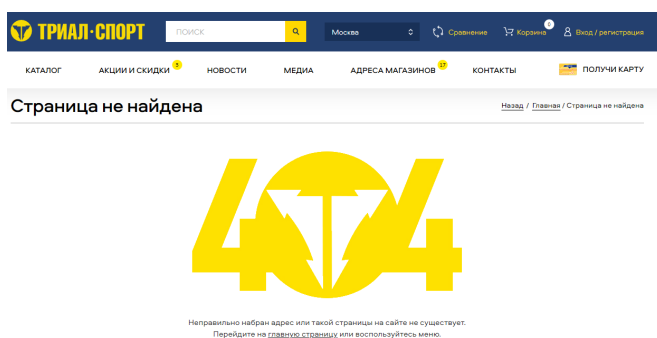 ТРИАЛ·СПОРТ ПОИСК Москва Сравнение Корзина 0 Вход / регистрация
КАТАЛОГ АКЦИИ И СКИДКИ 5 НОВОСТИ МЕДИА АДРЕСА МАГАЗИНОВ 17 КОНТАКТЫ ПОЛУЧИ КАРТУ
Страница не найдена Назад / Главная / Страница не найдена
404
Неправильно набран адрес или такой страницы на сайте не существует.
Перейдите на главную страницу или воспользуйтесь меню.